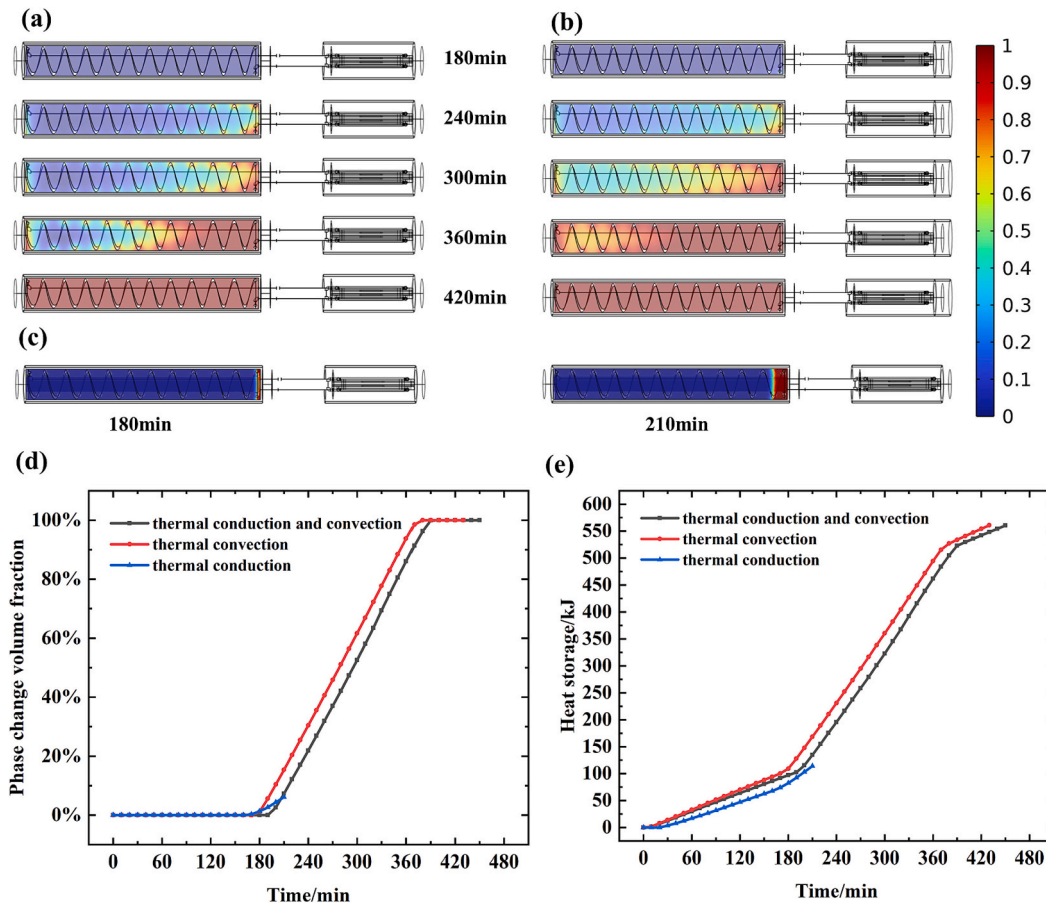 (a)
(b)
180min
240min
300min
360min
420min
1
0.9
0.8
0.7
0.6
0.5
0.4
0.3
0.2
0.1
0
(c)
180min
210min
(d)
Phase change volume fraction
100%
80%
60%
40%
20%
0%
thermal conduction and convection
thermal convection
thermal conduction
0 60 120 180 240 300 360 420 480
Time/min
(e)
Heat storage/kJ
600
550
500
450
400
350
300
250
200
150
100
50
0
thermal conduction and convection
thermal convection
thermal conduction
0 60 120 180 240 300 360 420 480
Time/min